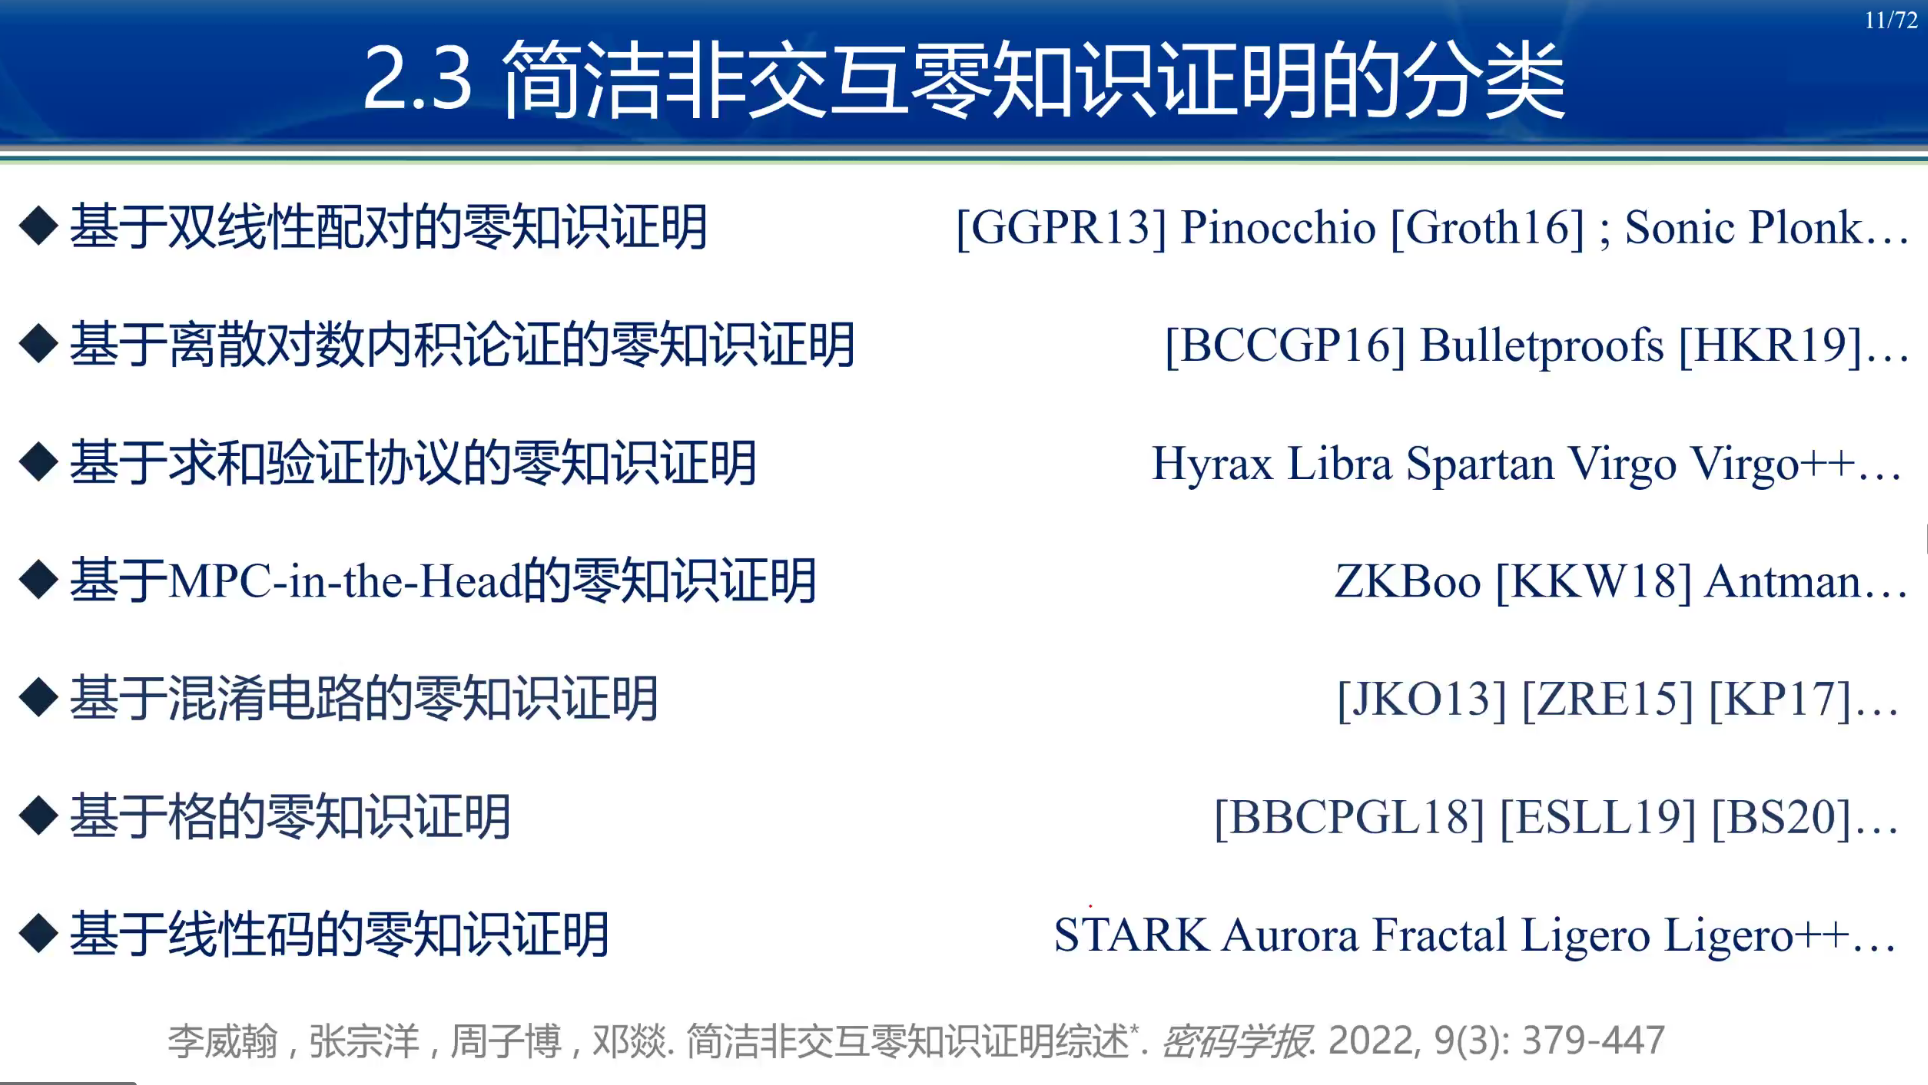 11/72
2.3 简洁非交互零知识证明的分类
◆ 基于双线性配对的零知识证明 [GGPR13] Pinocchio [Groth16] ; Sonic Plonk…
◆ 基于离散对数内积论证的零知识证明 [BCCGP16] Bulletproofs [HKR19]…
◆ 基于求和验证协议的零知识证明 Hyrax Libra Spartan Virgo Virgo++…
◆ 基于MPC-in-the-Head的零知识证明 ZKBoo [KKW18] Antman…
◆ 基于混淆电路的零知识证明 [JKO13] [ZRE15] [KP17]…
◆ 基于格的零知识证明 [BBCPGL18] [ESLL19] [BS20]…
◆ 基于线性码的零知识证明 STARK Aurora Fractal Ligero Ligero++…
李威翰 , 张宗洋 , 周子博 , 邓燚. 简洁非交互零知识证明综述*. 密码学报. 2022, 9(3): 379-447